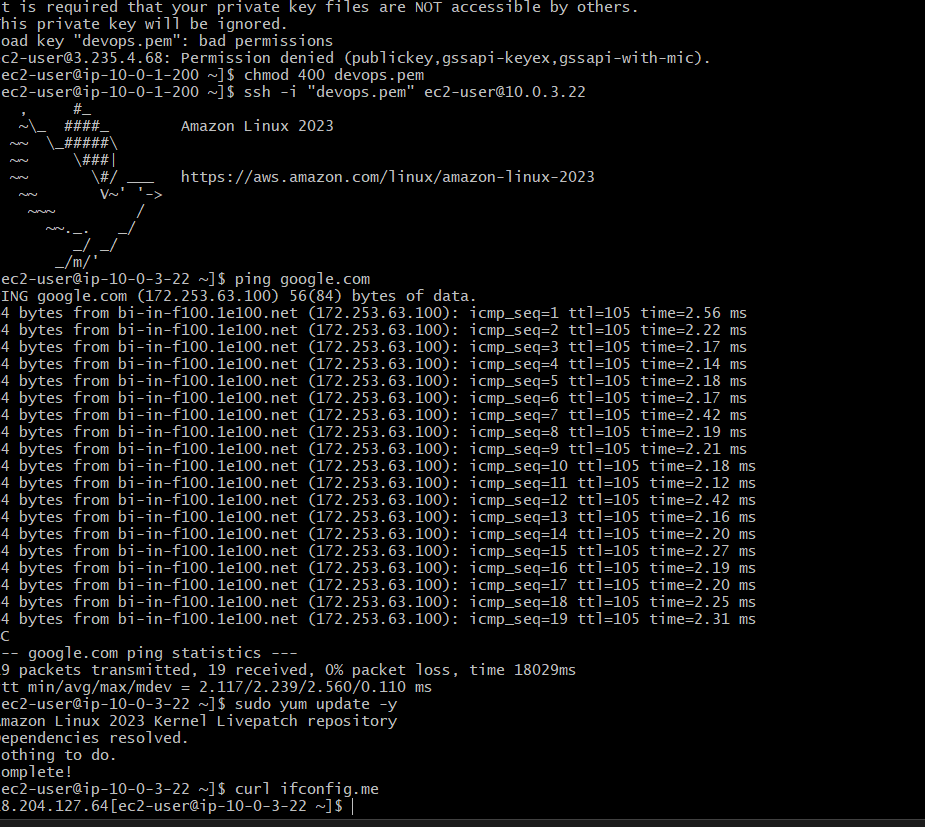 t is required that your private key files are NOT accessible by others.
his private key will be ignored.
oad key "devops.pem": bad permissions
c2-user@3.235.4.68: Permission denied (publickey,gssapi-keyex,gssapi-with-mic).
ec2-user@ip-10-0-1-200 ~]$ chmod 400 devops.pem
ec2-user@ip-10-0-1-200 ~]$ ssh -i "devops.pem" ec2-user@10.0.3.22
   ,     #_
  ~\_  ####_        Amazon Linux 2023
 ~~  \_#####\
 ~~     \###|
 ~~       \#/ ___   https://aws.amazon.com/linux/amazon-linux-2023
  ~~       V~' '->
   ~~~         /
     ~~._.   _/
        _/ _/
      _/m/'
ec2-user@ip-10-0-3-22 ~]$ ping google.com
ING google.com (172.253.63.100) 56(84) bytes of data.
4 bytes from bi-in-f100.1e100.net (172.253.63.100): icmp_seq=1 ttl=105 time=2.56 ms
4 bytes from bi-in-f100.1e100.net (172.253.63.100): icmp_seq=2 ttl=105 time=2.22 ms
4 bytes from bi-in-f100.1e100.net (172.253.63.100): icmp_seq=3 ttl=105 time=2.17 ms
4 bytes from bi-in-f100.1e100.net (172.253.63.100): icmp_seq=4 ttl=105 time=2.14 ms
4 bytes from bi-in-f100.1e100.net (172.253.63.100): icmp_seq=5 ttl=105 time=2.18 ms
4 bytes from bi-in-f100.1e100.net (172.253.63.100): icmp_seq=6 ttl=105 time=2.17 ms
4 bytes from bi-in-f100.1e100.net (172.253.63.100): icmp_seq=7 ttl=105 time=2.42 ms
4 bytes from bi-in-f100.1e100.net (172.253.63.100): icmp_seq=8 ttl=105 time=2.19 ms
4 bytes from bi-in-f100.1e100.net (172.253.63.100): icmp_seq=9 ttl=105 time=2.21 ms
4 bytes from bi-in-f100.1e100.net (172.253.63.100): icmp_seq=10 ttl=105 time=2.18 ms
4 bytes from bi-in-f100.1e100.net (172.253.63.100): icmp_seq=11 ttl=105 time=2.12 ms
4 bytes from bi-in-f100.1e100.net (172.253.63.100): icmp_seq=12 ttl=105 time=2.42 ms
4 bytes from bi-in-f100.1e100.net (172.253.63.100): icmp_seq=13 ttl=105 time=2.16 ms
4 bytes from bi-in-f100.1e100.net (172.253.63.100): icmp_seq=14 ttl=105 time=2.20 ms
4 bytes from bi-in-f100.1e100.net (172.253.63.100): icmp_seq=15 ttl=105 time=2.27 ms
4 bytes from bi-in-f100.1e100.net (172.253.63.100): icmp_seq=16 ttl=105 time=2.19 ms
4 bytes from bi-in-f100.1e100.net (172.253.63.100): icmp_seq=17 ttl=105 time=2.20 ms
4 bytes from bi-in-f100.1e100.net (172.253.63.100): icmp_seq=18 ttl=105 time=2.25 ms
4 bytes from bi-in-f100.1e100.net (172.253.63.100): icmp_seq=19 ttl=105 time=2.31 ms
C
-- google.com ping statistics ---
9 packets transmitted, 19 received, 0% packet loss, time 18029ms
tt min/avg/max/mdev = 2.117/2.239/2.560/0.110 ms
ec2-user@ip-10-0-3-22 ~]$ sudo yum update -y
mazon Linux 2023 Kernel Livepatch repository
ependencies resolved.
othing to do.
omplete!
ec2-user@ip-10-0-3-22 ~]$ curl ifconfig.me
8.204.127.64[ec2-user@ip-10-0-3-22 ~]$